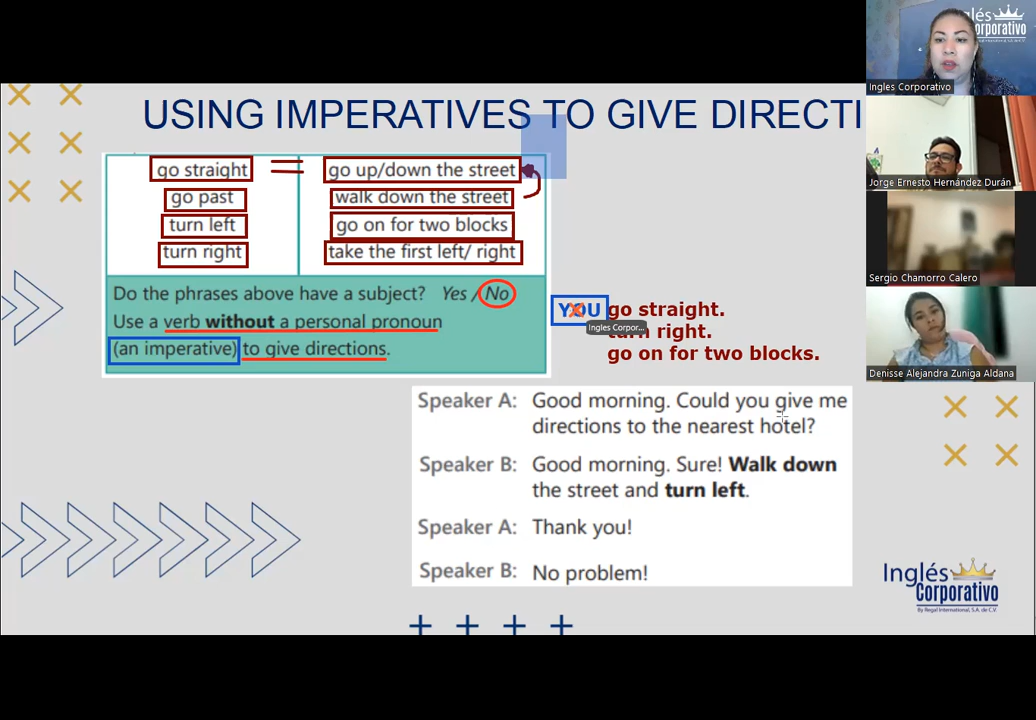 Inglés
Corporativo
Ingles Corporativo
Jorge Ernesto Hernández Durán
Sergio Chamorro Calero
Denisse Alejandra Zuniga Aldana
USING IMPERATIVES TO GIVE DIRECTI
go straight = go up/down the street
go past walk down the street
turn left go on for two blocks
turn right take the first left/ right
Do the phrases above have a subject? Yes / No
Use a verb without a personal pronoun
(an imperative) to give directions.
YOU go straight.
Ingles Corpor...
turn right.
go on for two blocks.
Speaker A: Good morning. Could you give me
directions to the nearest hotel?
Speaker B: Good morning. Sure! Walk down
the street and turn left.
Speaker A: Thank you!
Speaker B: No problem!
Inglés
Corporativo
By Regal International, S.A. de C.V.